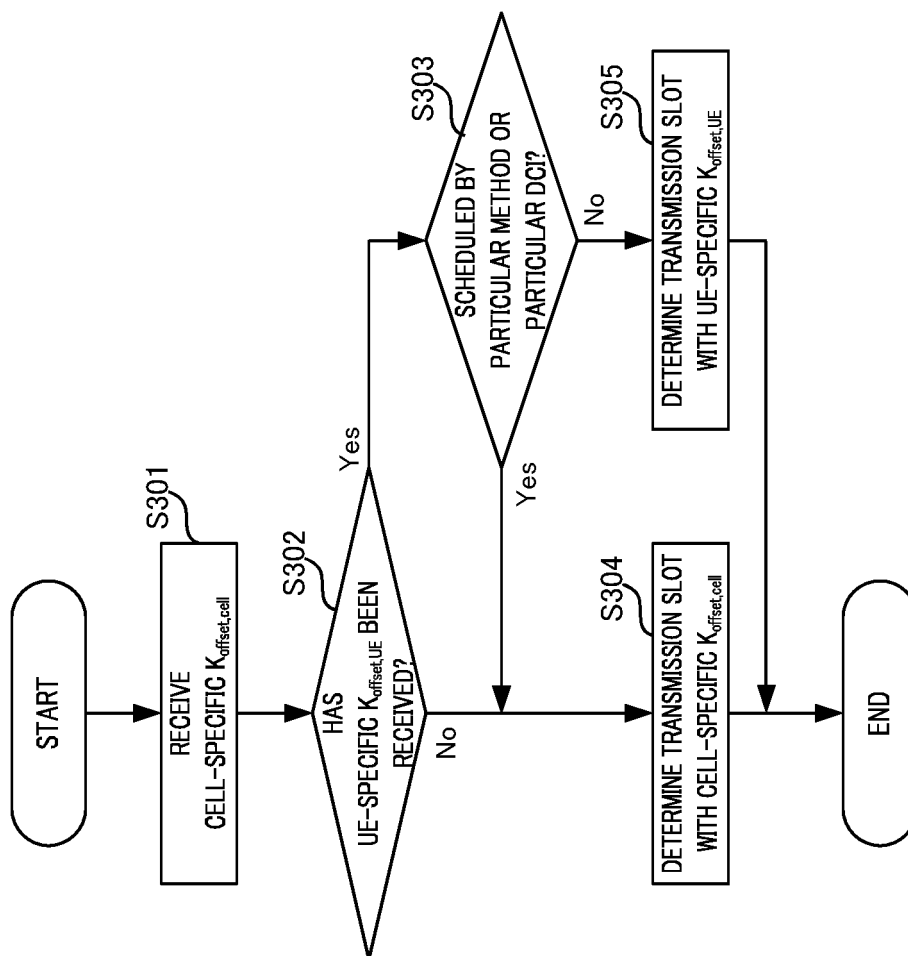 START
S301
RECEIVE
CELL-SPECIFIC Koffset,cell
S302
HAS
UE-SPECIFIC Koffset,UE BEEN
RECEIVED?
Yes
No
S303
SCHEDULED BY
PARTICULAR METHOD OR
PARTICULAR DCI?
Yes
No
S304
DETERMINE TRANSMISSION SLOT
WITH CELL-SPECIFIC Koffset,cell
S305
DETERMINE TRANSMISSION SLOT
WITH UE-SPECIFIC Koffset,UE
END